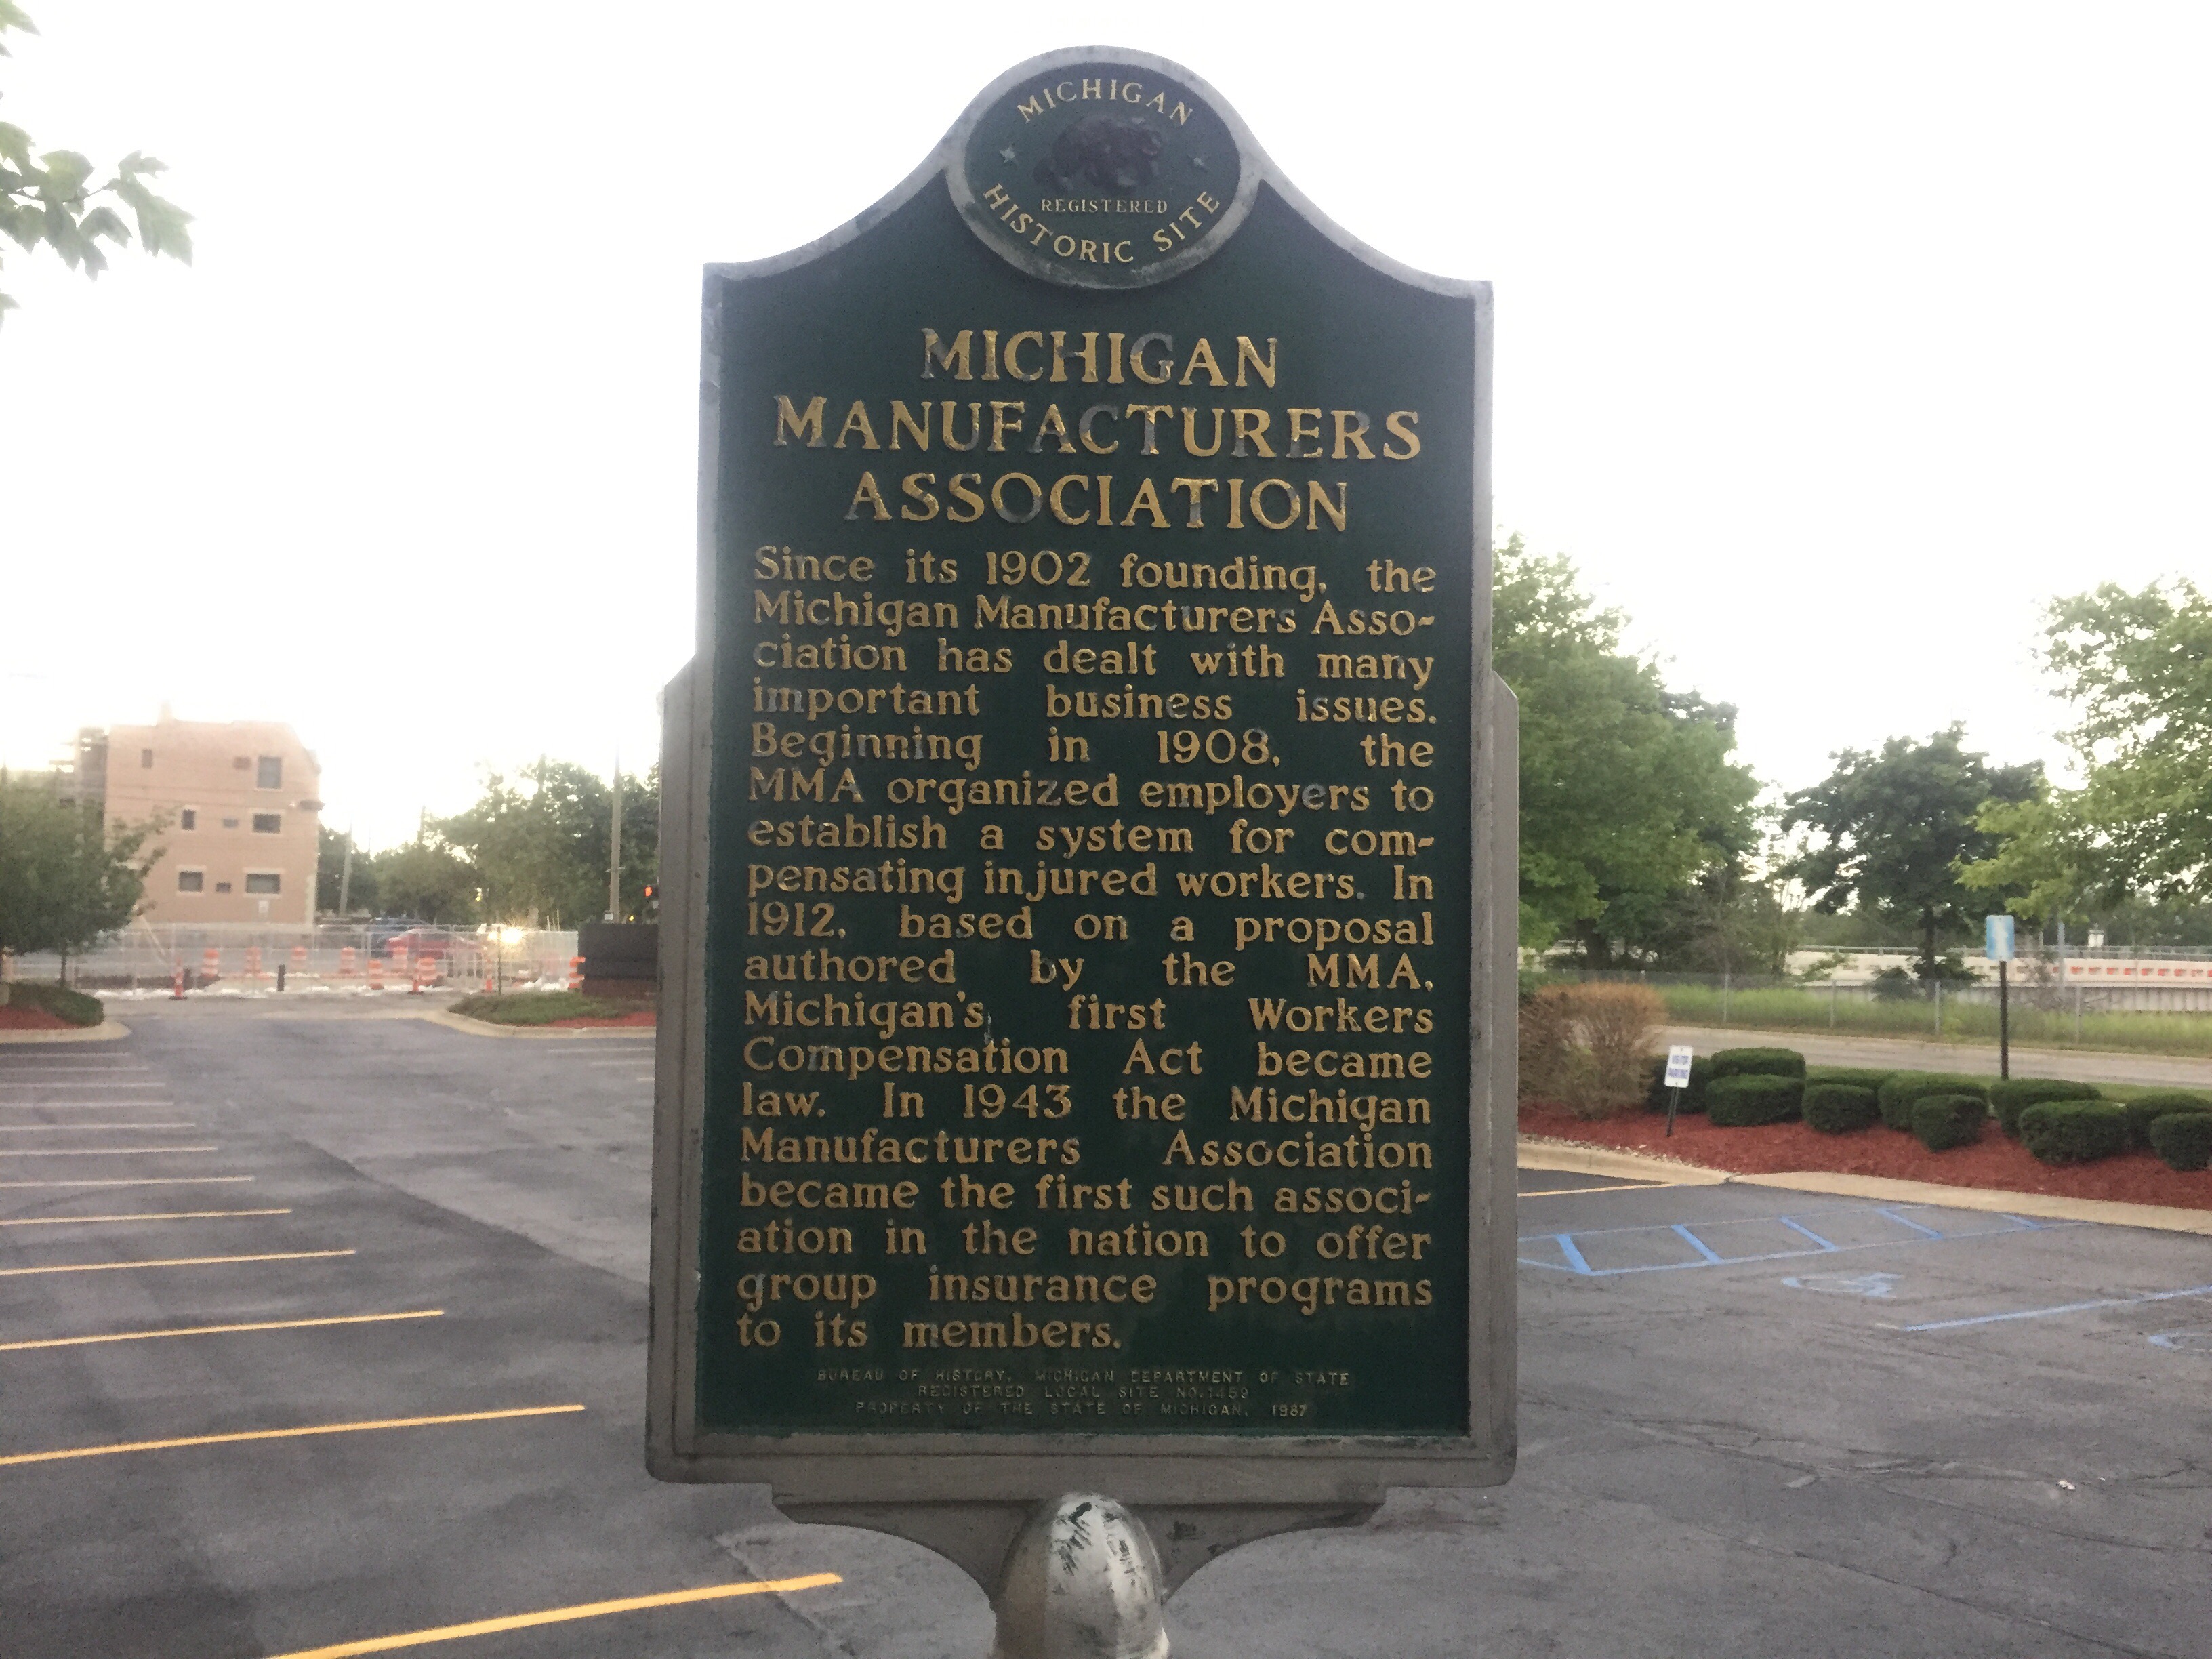 MICHIGAN
REGISTERED
HISTORIC SITE
MICHIGAN
MANUFACTURERS
ASSOCIATION
Since its 1902 founding, the
Michigan Manufacturers Asso-
ciation has dealt with many
important business issues.
Beginning in 1908, the
MMA organized employers to
establish a system for com-
pensating injured workers. In
1912, based on a proposal
authored by the MMA,
Michigan's first Workers
Compensation Act became
law. In 1943 the Michigan
Manufacturers Association
became the first such associ-
ation in the nation to offer
group insurance programs
to its members.
BUREAU OF HISTORY, MICHIGAN DEPARTMENT OF STATE
REGISTERED LOCAL SITE NO. 1459
PROPERTY OF THE STATE OF MICHIGAN, 1987